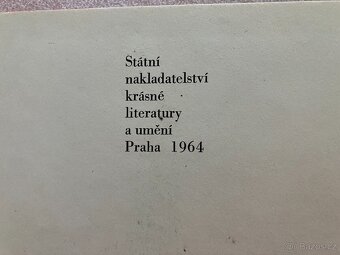 Státní
nakladatelství
krásné
literatury
a umění
Praha 1964